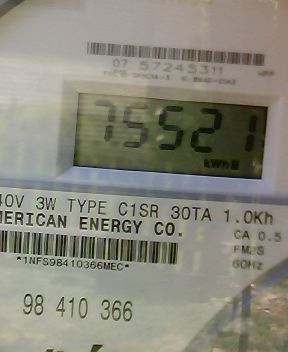 07 57245311
75521
kWh
40V 3W TYPE C1SR 30TA 1.0Kh
MERICAN ENERGY CO.
CA 0.5
FM2S
60Hz
*1NFS98410366MEC*
98 410 366